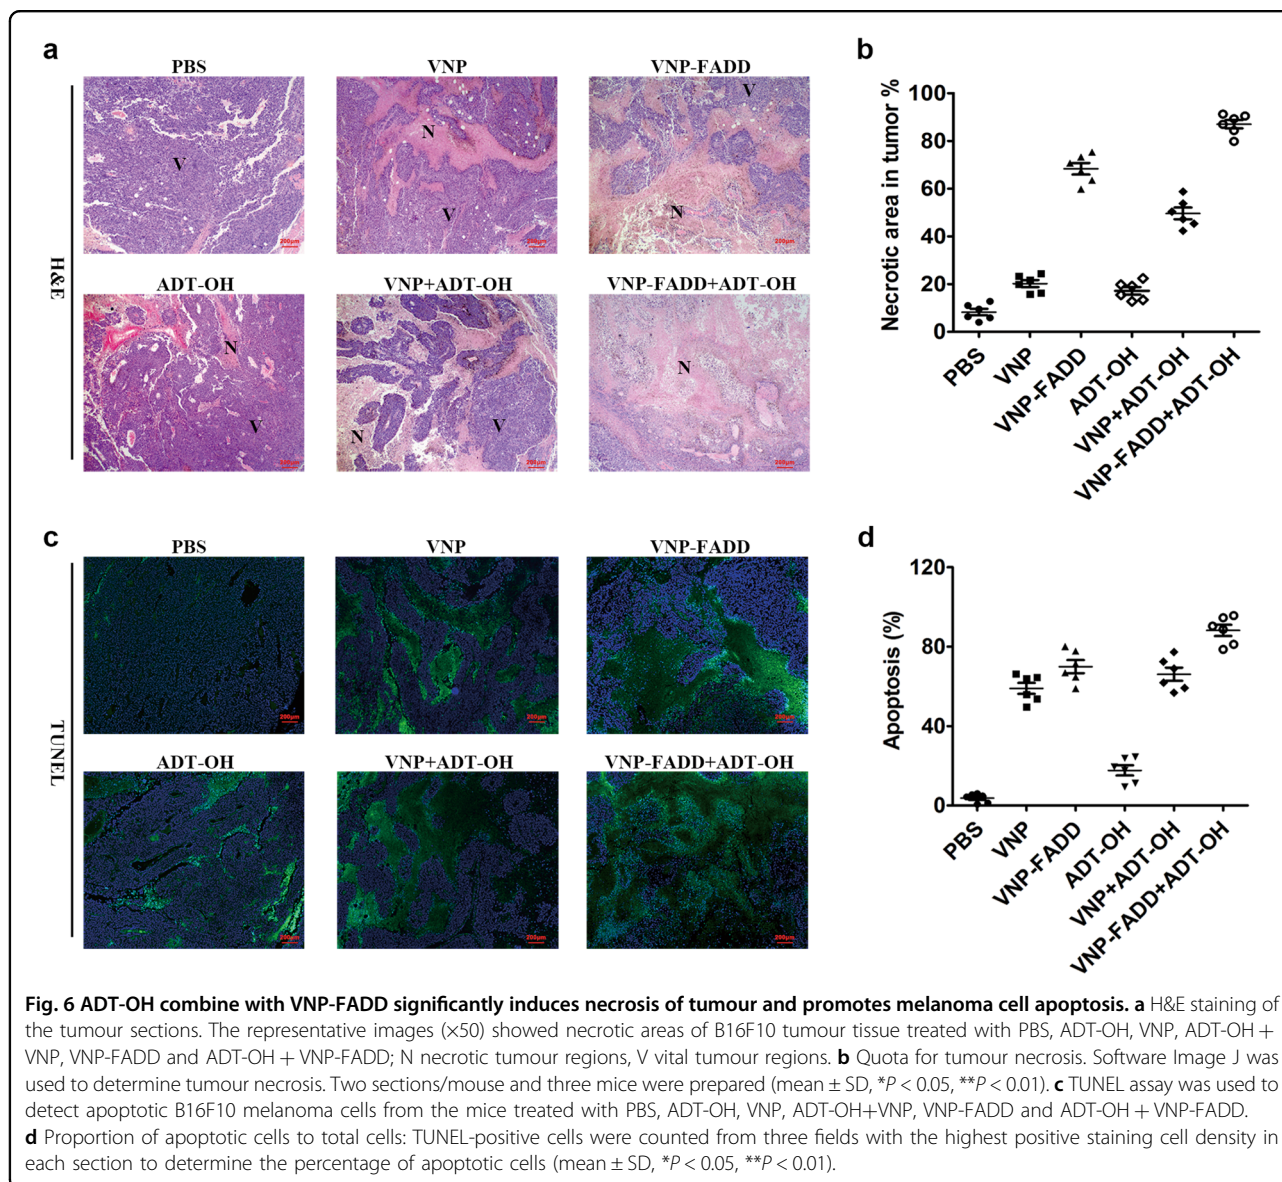 a
PBS
VNP
VNP-FADD
V
N
V
V
N
200µm
200µm
200µm
H&E
ADT-OH
VNP+ADT-OH
VNP-FADD+ADT-OH
N
V
N
V
N
200µm
200µm
b
Necrotic area in tumor %
100
80
60
40
20
0
PBS
VNP
VNP-FADD
ADT-OH
VNP+ADT-OH
VNP-FADD+ADT-OH
c
PBS
VNP
VNP-FADD
200µm
200µm
200µm
TUNEL
ADT-OH
VNP+ADT-OH
VNP-FADD+ADT-OH
200µm
200µm
200µm
d
Apoptosis (%)
120
80
40
0
PBS
VNP
VNP-FADD
ADT-OH
VNP+ADT-OH
VNP-FADD+ADT-OH
Fig. 6 ADT-OH combine with VNP-FADD significantly induces necrosis of tumour and promotes melanoma cell apoptosis. a H&E staining of
the tumour sections. The representative images (×50) showed necrotic areas of B16F10 tumour tissue treated with PBS, ADT-OH, VNP, ADT-OH +
VNP, VNP-FADD and ADT-OH + VNP-FADD; N necrotic tumour regions, V vital tumour regions. b Quota for tumour necrosis. Software Image J was
used to determine tumour necrosis. Two sections/mouse and three mice were prepared (mean ± SD, *P < 0.05, **P < 0.01). c TUNEL assay was used to
detect apoptotic B16F10 melanoma cells from the mice treated with PBS, ADT-OH, VNP, ADT-OH+VNP, VNP-FADD and ADT-OH + VNP-FADD.
d Proportion of apoptotic cells to total cells: TUNEL-positive cells were counted from three fields with the highest positive staining cell density in
each section to determine the percentage of apoptotic cells (mean ± SD, *P < 0.05, **P < 0.01).